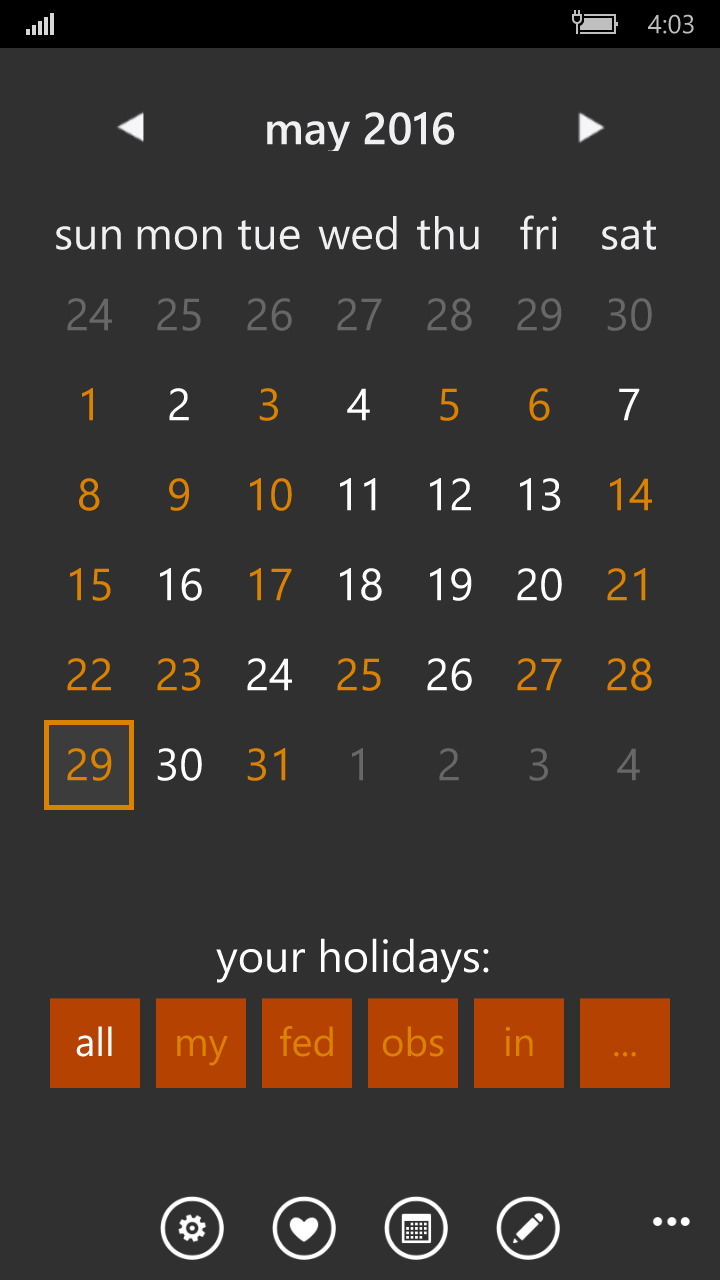 4:03
may 2016
sun mon tue wed thu fri sat
24 25 26 27 28 29 30
1 2 3 4 5 6 7
8 9 10 11 12 13 14
15 16 17 18 19 20 21
22 23 24 25 26 27 28
29 30 31 1 2 3 4
your holidays:
all my fed obs in ...